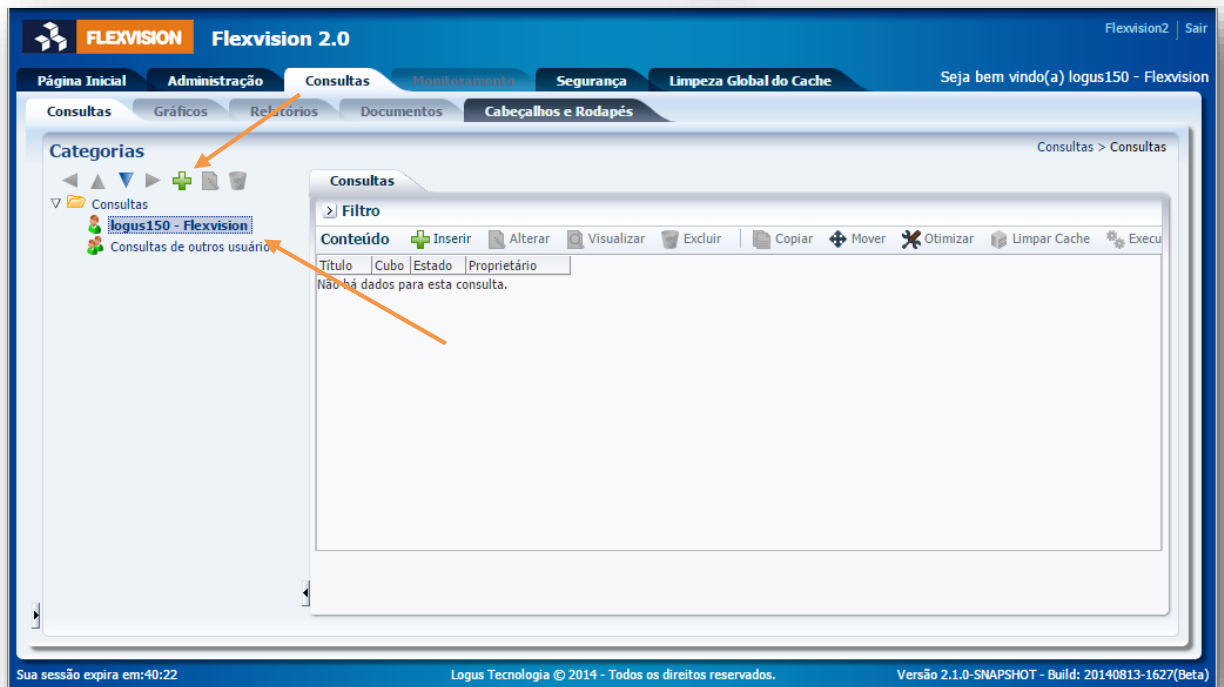 FLEXVISION Flexvision 2.0 Flexvision2 Sair
Página Inicial Administração Consultas Monitoramento Segurança Limpeza Global do Cache Seja bem vindo(a) logus150 - Flexvision
Consultas Gráficos Relatórios Documentos Cabeçalhos e Rodapés
Categorias Consultas > Consultas
Consultas
Consultas
logus150 - Flexvision
Consultas de outros usuários
Filtro
Conteúdo Inserir Alterar Visualizar Excluir Copiar Mover Otimizar Limpar Cache Execu
Título Cubo Estado Proprietário
Não há dados para esta consulta.
Sua sessão expira em:40:22 Logus Tecnologia © 2014 - Todos os direitos reservados. Versão 2.1.0-SNAPSHOT - Build: 20140813-1627(Beta)